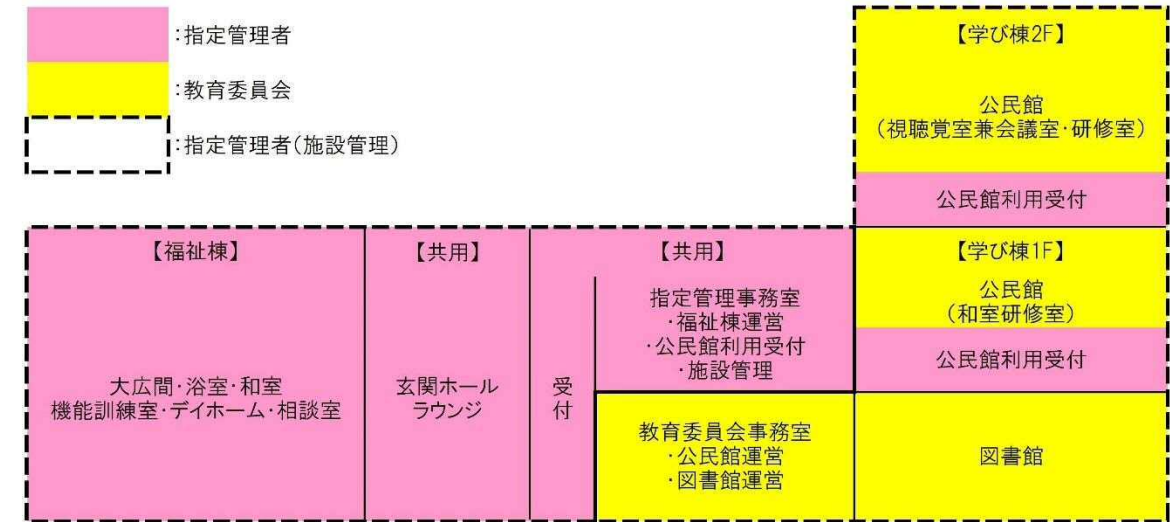 :指定管理者
:教育委員会
:指定管理者(施設管理)
【学び棟2F】
公民館
(視聴覚室兼会議室・研修室)
公民館利用受付
【福祉棟】
大広間・浴室・和室
機能訓練室・デイホーム・相談室
【共用】
玄関ホール
ラウンジ
【共用】
受
付
指定管理事務室
・福祉棟運営
・公民館利用受付
・施設管理
教育委員会事務室
・公民館運営
・図書館運営
【学び棟1F】
公民館
(和室研修室)
公民館利用受付
図書館